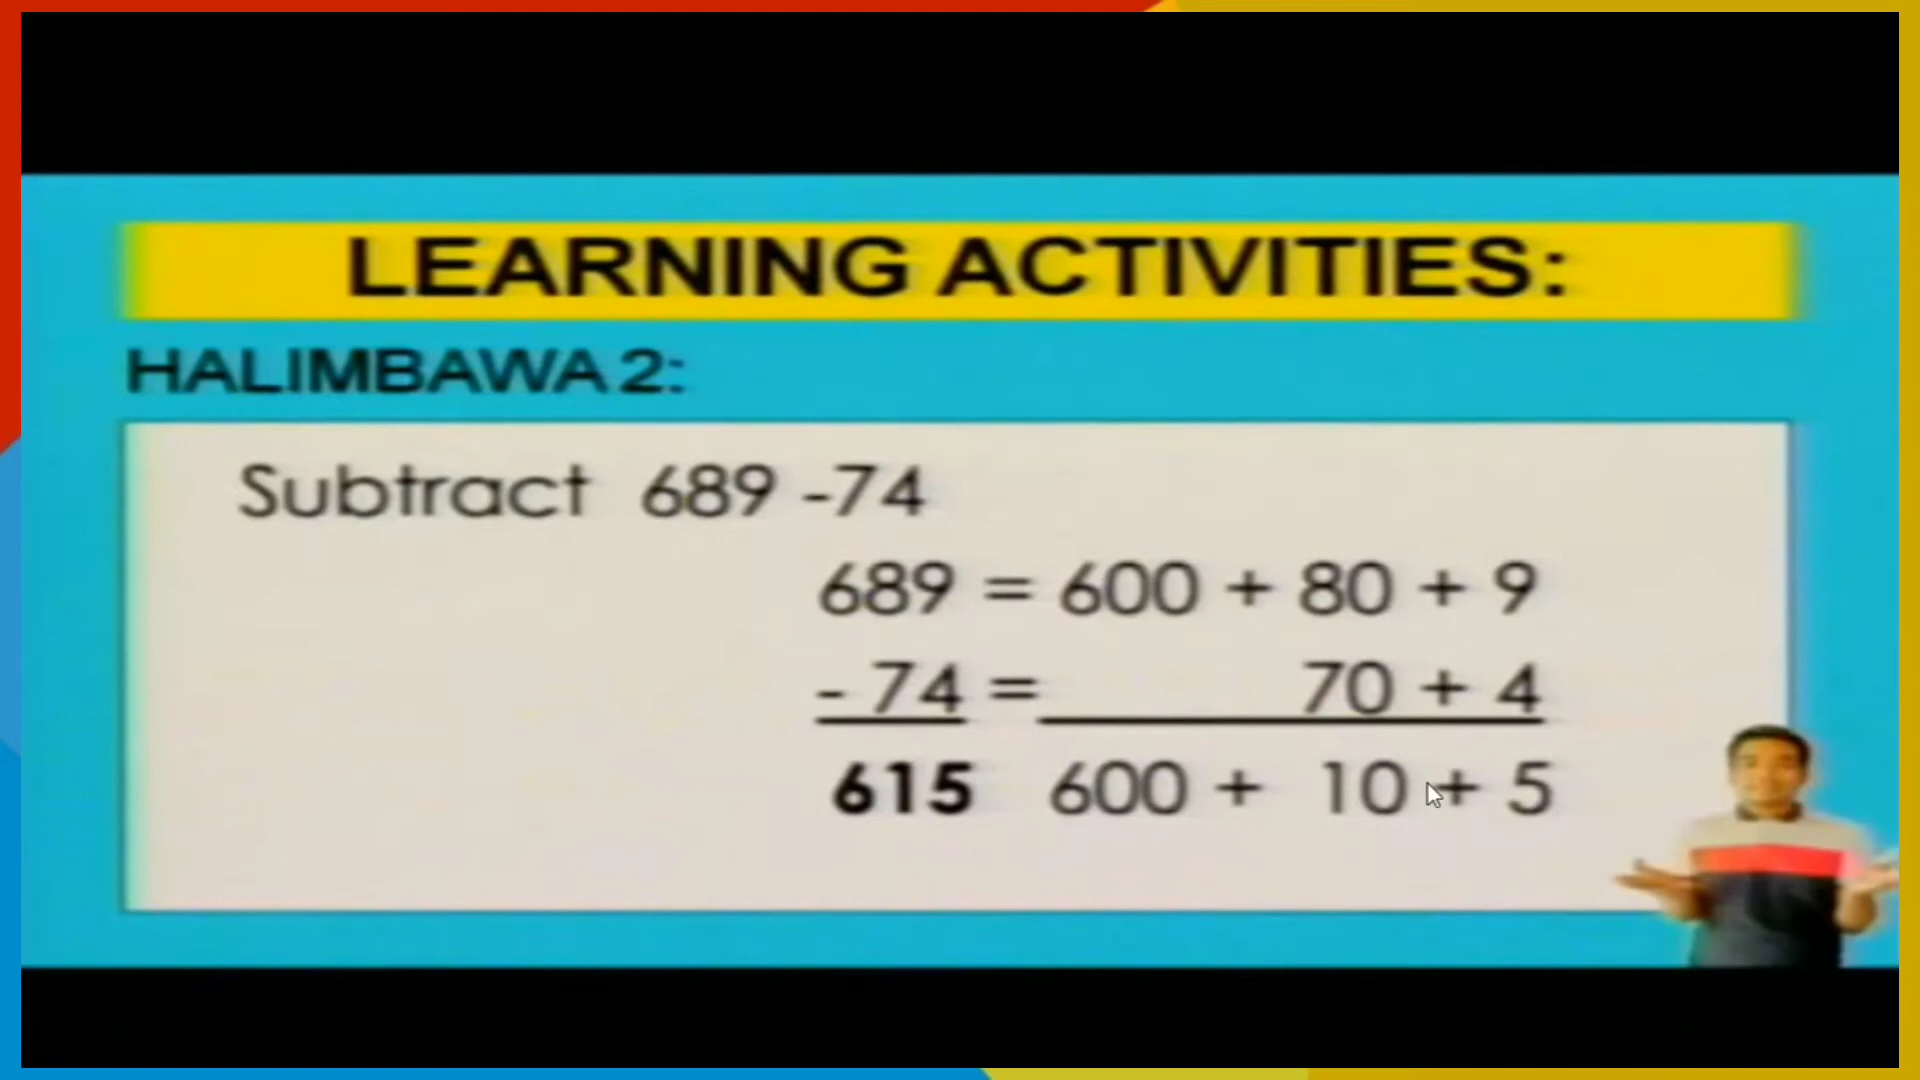 LEARNING ACTIVITIES:
HALIMBAWA 2:
Subtract 689 -74
689 = 600 + 80 + 9
- 74 = 70 + 4
615 600 + 10 + 5